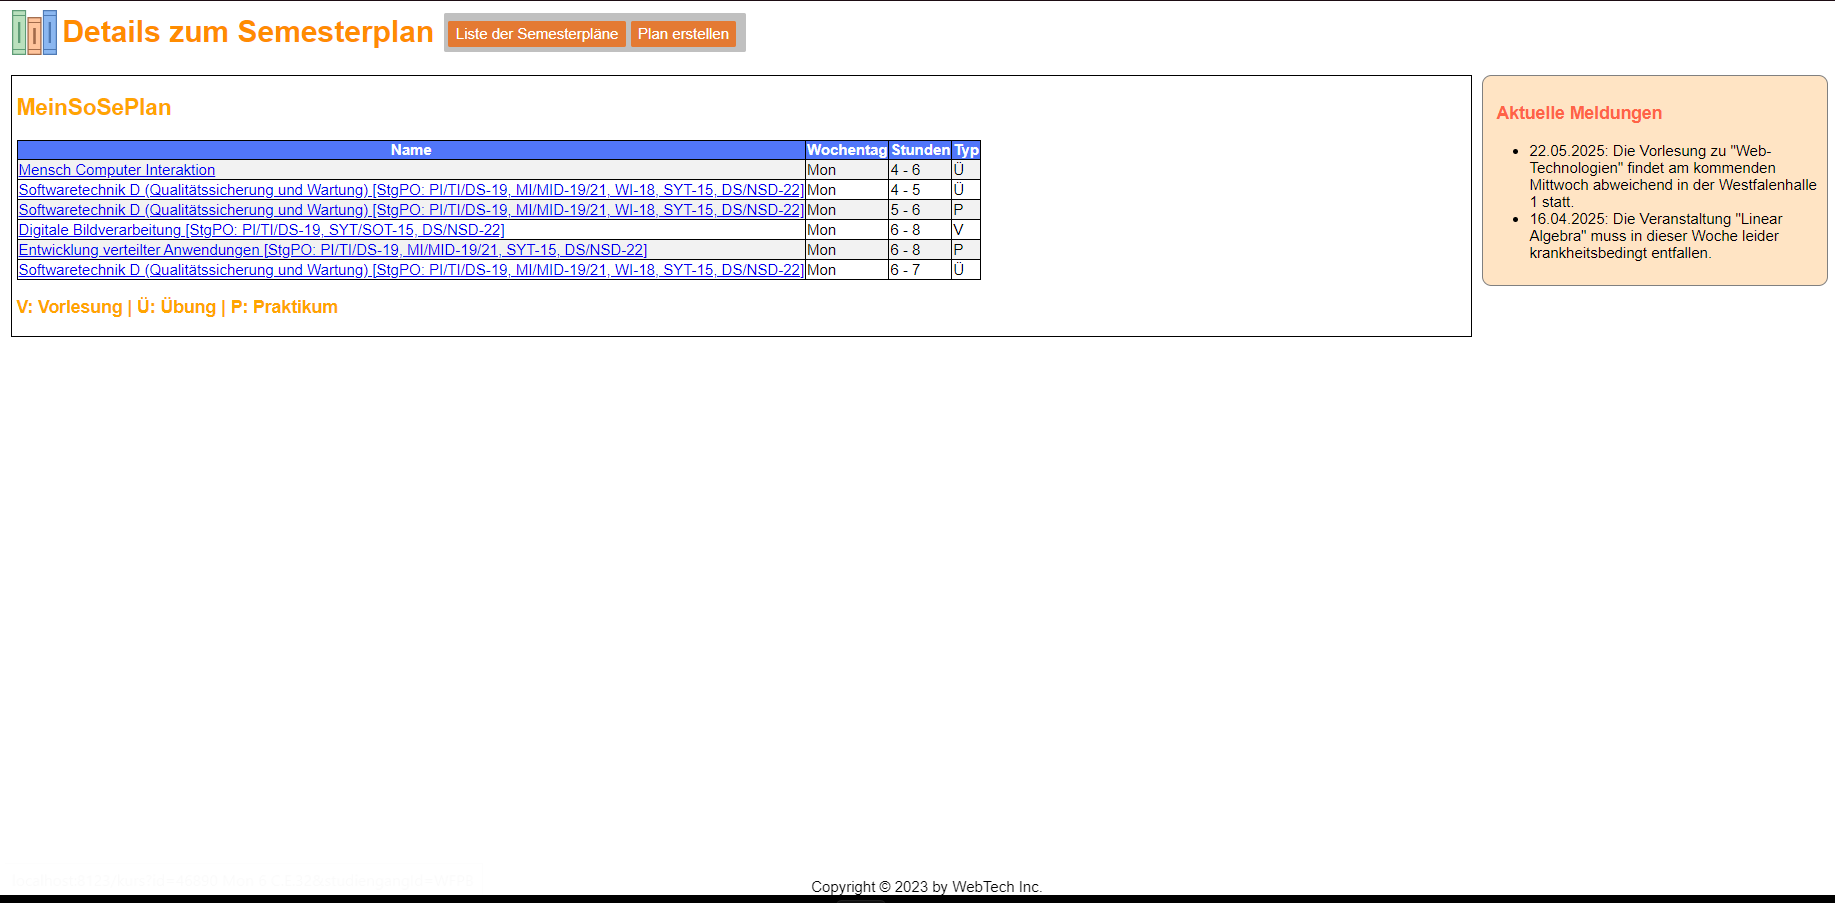 Details zum Semesterplan Liste der Semesterpläne Plan erstellen
MeinSoSePlan
Name Wochentag Stunden Typ
Mensch Computer Interaktion Mon 4 - 6 Ü
Softwaretechnik D (Qualitätssicherung und Wartung) [StgPO: PI/TI/DS-19, MI/MID-19/21, WI-18, SYT-15, DS/NSD-22] Mon 4 - 5 Ü
Softwaretechnik D (Qualitätssicherung und Wartung) [StgPO: PI/TI/DS-19, MI/MID-19/21, WI-18, SYT-15, DS/NSD-22] Mon 5 - 6 P
Digitale Bildverarbeitung [StgPO: PI/TI/DS-19, SYT/SOT-15, DS/NSD-22] Mon 6 - 8 V
Entwicklung verteilter Anwendungen [StgPO: PI/TI/DS-19, MI/MID-19/21, SYT-15, DS/NSD-22] Mon 6 - 8 P
Softwaretechnik D (Qualitätssicherung und Wartung) [StgPO: PI/TI/DS-19, MI/MID-19/21, WI-18, SYT-15, DS/NSD-22] Mon 6 - 7 Ü
V: Vorlesung | Ü: Übung | P: Praktikum
Aktuelle Meldungen
• 22.05.2025: Die Vorlesung zu "Web-
Technologien" findet am kommenden
Mittwoch abweichend in der Westfalenhalle
1 statt.
• 16.04.2025: Die Veranstaltung "Linear
Algebra" muss in dieser Woche leider
krankheitsbedingt entfallen.
Copyright © 2023 by WebTech Inc.